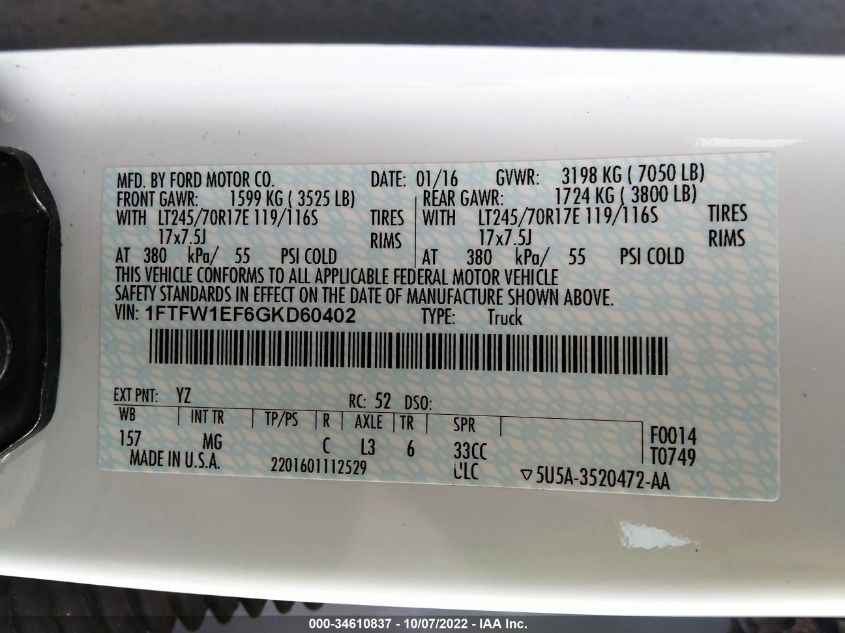 MFD. BY FORD MOTOR CO. DATE: 01/16 GVWR: 3198 KG ( 7050 LB)
FRONT GAWR: 1599 KG ( 3525 LB) REAR GAWR: 1724 KG ( 3800 LB)
WITH LT245/70R17E 119/116S TIRES WITH LT245/70R17E 119/116S TIRES
17x7.5J RIMS 17x7.5J RIMS
AT 380 kPa/ 55 PSI COLD AT 380 kPa/ 55 PSI COLD
THIS VEHICLE CONFORMS TO ALL APPLICABLE FEDERAL MOTOR VEHICLE
SAFETY STANDARDS IN EFFECT ON THE DATE OF MANUFACTURE SHOWN ABOVE.
VIN: 1FTFW1EF6GKD60402 TYPE: Truck
EXT PNT: YZ RC: 52 DSO:
WB INT TR TP/PS R AXLE TR SPR F0014
157 MG C L3 6 33CC T0749
MADE IN U.S.A. 2201601112529 ULC ▽5U5A-3520472-AA
000-34610837 - 10/07/2022 - IAA Inc.